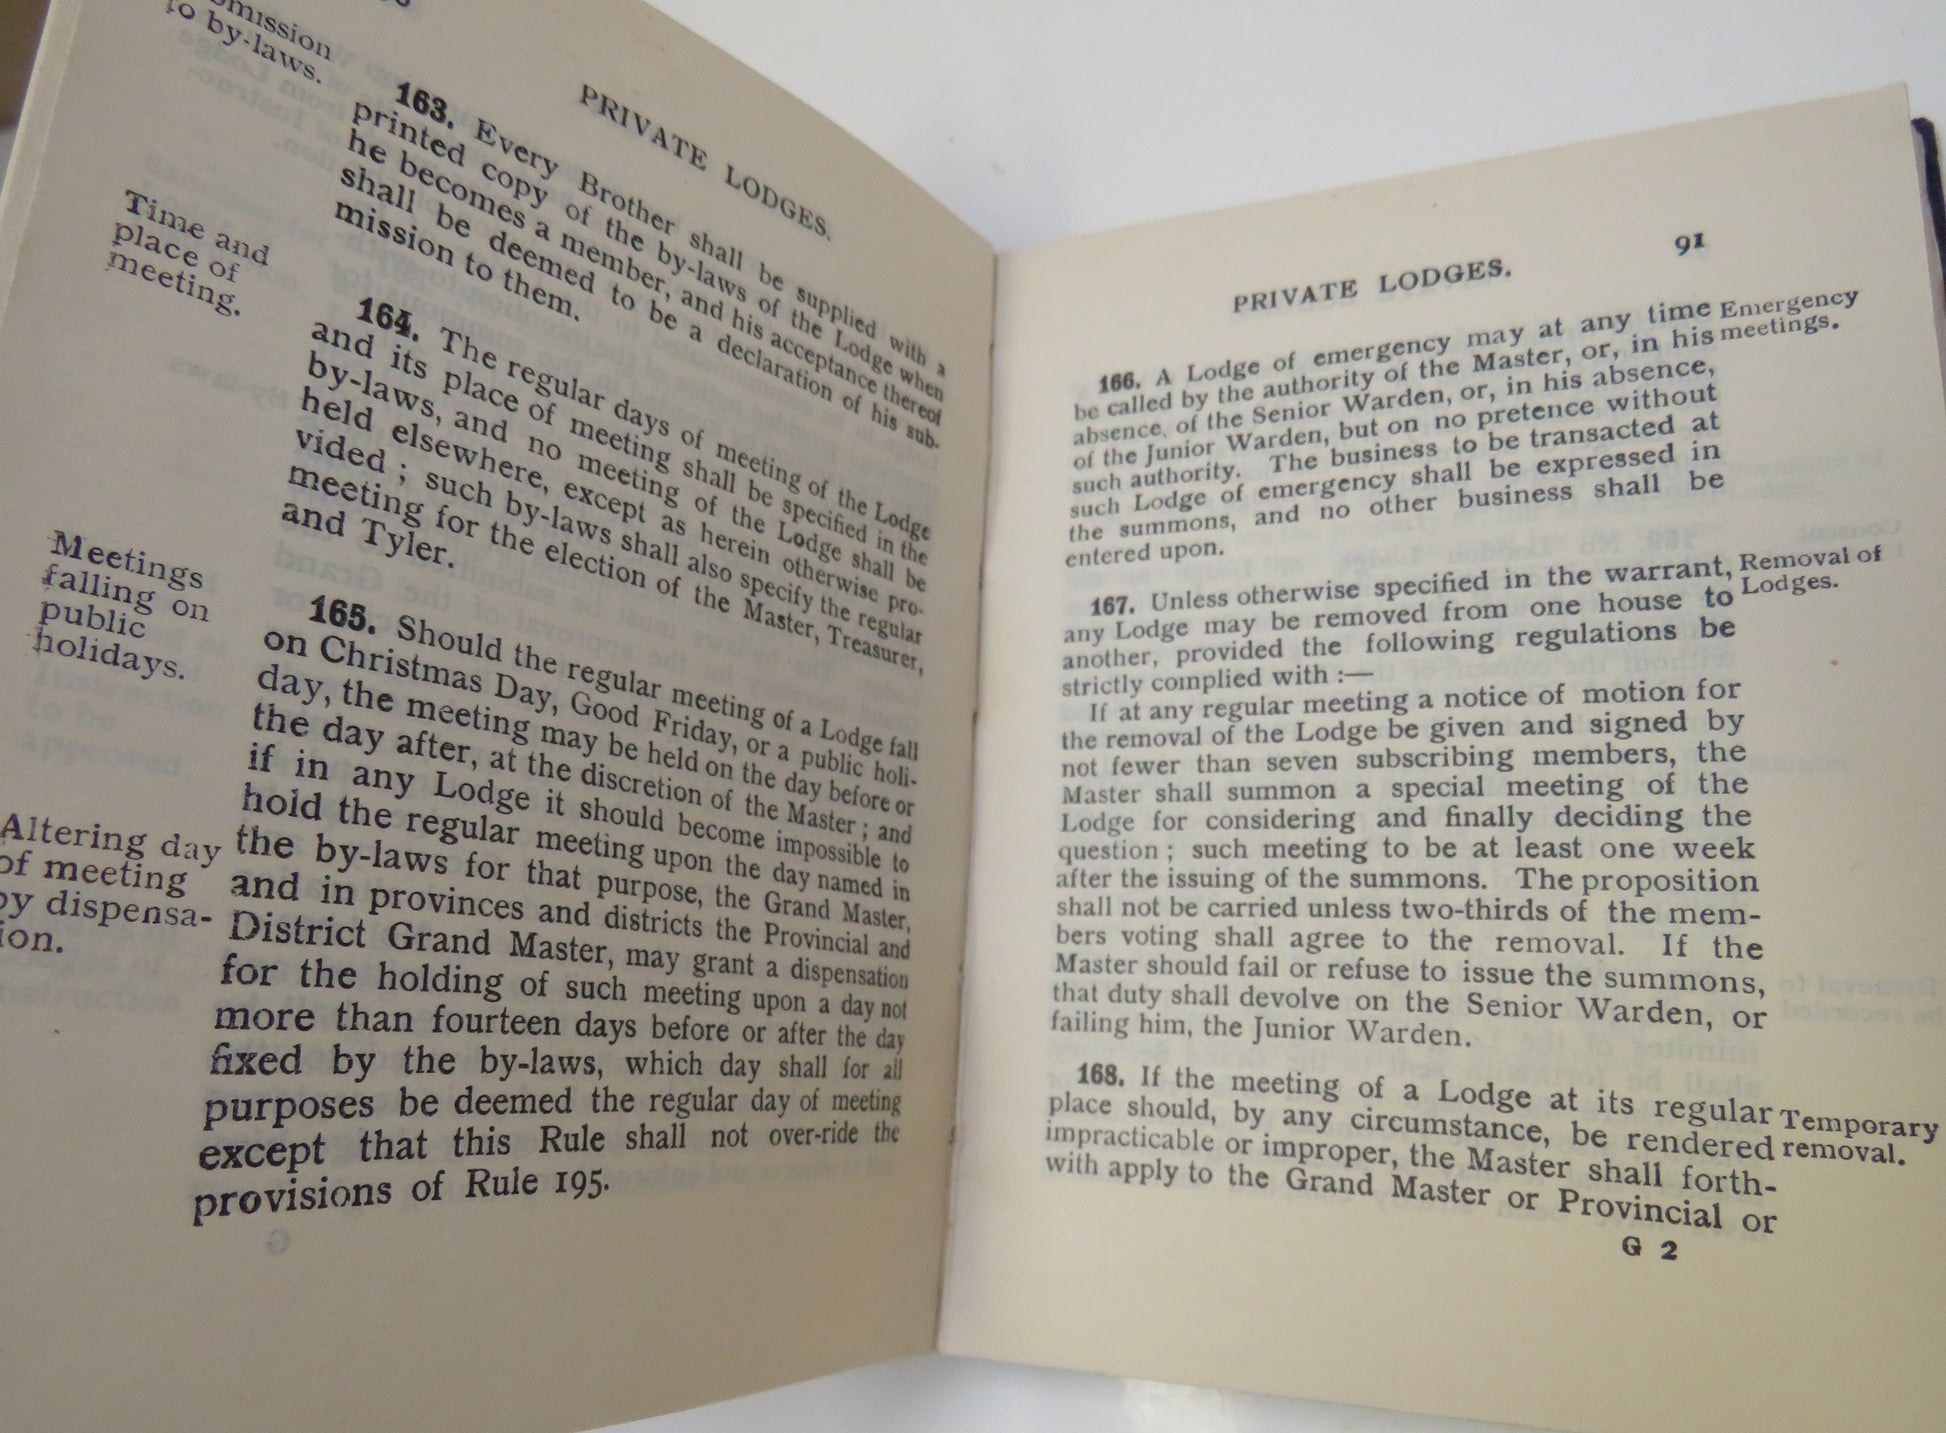 PRIVATE LODGES.
to by-laws.
163. Every Brother shall be supplied with a
printed copy of the by-laws of the Lodge when
he becomes a member, and his acceptance thereof
shall be deemed to be a declaration of his sub-
mission to them.
Time and
place of
meeting.
164. The regular days of meeting of the Lodge
and its place of meeting shall be specified in the
by-laws, and no meeting of the Lodge shall be
held elsewhere, except as herein otherwise pro-
vided ; such by-laws shall also specify the regular
meeting for the election of the Master, Treasurer,
and Tyler.
Meetings
falling on
public
holidays.
165. Should the regular meeting of a Lodge fall
on Christmas Day, Good Friday, or a public holi-
day, the meeting may be held on the day before or
the day after, at the discretion of the Master ; and
if in any Lodge it should become impossible to
hold the regular meeting upon the day named in
the by-laws for that purpose, the Grand Master,
and in provinces and districts the Provincial and
District Grand Master, may grant a dispensation
for the holding of such meeting upon a day not
more than fourteen days before or after the day
fixed by the by-laws, which day shall for all
purposes be deemed the regular day of meeting
except that this Rule shall not over-ride the
provisions of Rule 195.
Altering day
of meeting
by dispensa-
ion.
91
PRIVATE LODGES.
166. A Lodge of emergency may at any time
be called by the authority of the Master, or, in his
absence, of the Senior Warden, or, in his absence,
of the Junior Warden, but on no pretence without
such authority. The business to be transacted at
such Lodge of emergency shall be expressed in
the summons, and no other business shall be
entered upon.
Emergency
meetings.
167. Unless otherwise specified in the warrant,
any Lodge may be removed from one house to
another, provided the following regulations be
strictly complied with :—
Removal of
Lodges.
If at any regular meeting a notice of motion for
the removal of the Lodge be given and signed by
not fewer than seven subscribing members, the
Master shall summon a special meeting of the
Lodge for considering and finally deciding the
question ; such meeting to be at least one week
after the issuing of the summons. The proposition
shall not be carried unless two-thirds of the mem-
bers voting shall agree to the removal. If the
Master should fail or refuse to issue the summons,
that duty shall devolve on the Senior Warden, or
failing him, the Junior Warden.
168. If the meeting of a Lodge at its regular
place should, by any circumstance, be rendered
impracticable or improper, the Master shall forth-
with apply to the Grand Master or Provincial or
Temporary
removal.
G 2